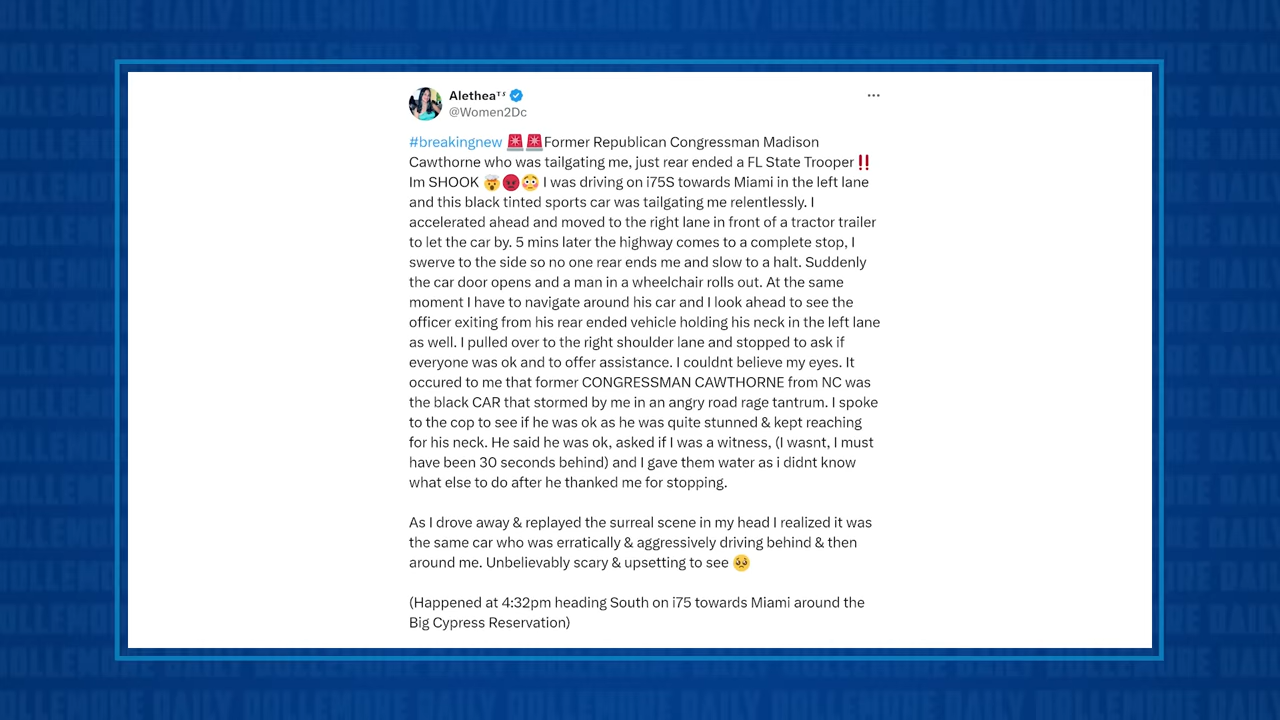 Alethea ᵀ ᶳ
@Women2Dc
#breakingnew 🚨🚨Former Republican Congressman Madison
Cawthorne who was tailgating me, just rear ended a FL State Trooper‼️
Im SHOOK 🤯😡😳 I was driving on i75S towards Miami in the left lane
and this black tinted sports car was tailgating me relentlessly. I
accelerated ahead and moved to the right lane in front of a tractor trailer
to let the car by. 5 mins later the highway comes to a complete stop, I
swerve to the side so no one rear ends me and slow to a halt. Suddenly
the car door opens and a man in a wheelchair rolls out. At the same
moment I have to navigate around his car and I look ahead to see the
officer exiting from his rear ended vehicle holding his neck in the left lane
as well. I pulled over to the right shoulder lane and stopped to ask if
everyone was ok and to offer assistance. I couldnt believe my eyes. It
occured to me that former CONGRESSMAN CAWTHORNE from NC was
the black CAR that stormed by me in an angry road rage tantrum. I spoke
to the cop to see if he was ok as he was quite stunned & kept reaching
for his neck. He said he was ok, asked if I was a witness, (I wasnt, I must
have been 30 seconds behind) and I gave them water as i didnt know
what else to do after he thanked me for stopping.
As I drove away & replayed the surreal scene in my head I realized it was
the same car who was erratically & aggressively driving behind & then
around me. Unbelievably scary & upsetting to see 🥺
(Happened at 4:32pm heading South on i75 towards Miami around the
Big Cypress Reservation)